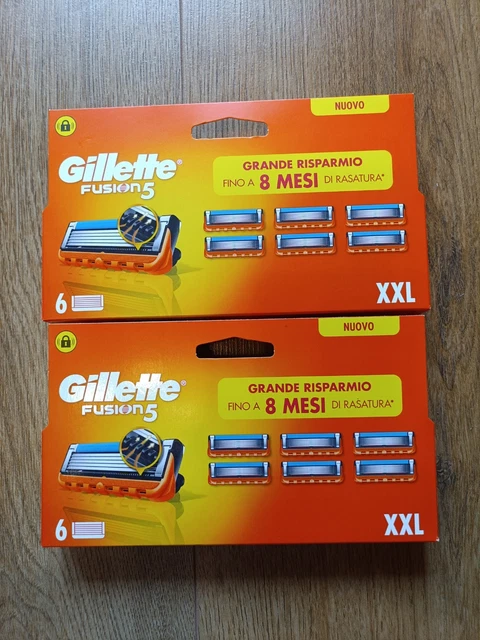 NUOVO
Gillette®
FUSION5
GRANDE RISPARMIO
FINO A 8 MESI DI RASATURA*
6
XXL
NUOVO
Gillette®
FUSION5
GRANDE RISPARMIO
FINO A 8 MESI DI RASATURA*
6
XXL